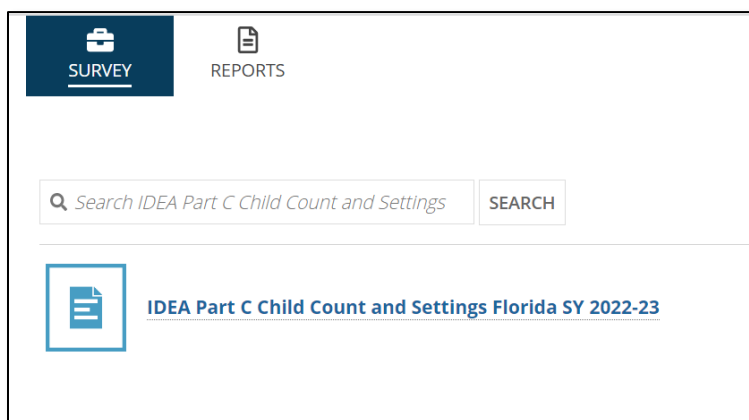 SURVEY
REPORTS
Search IDEA Part C Child Count and Settings
SEARCH
IDEA Part C Child Count and Settings Florida SY 2022-23